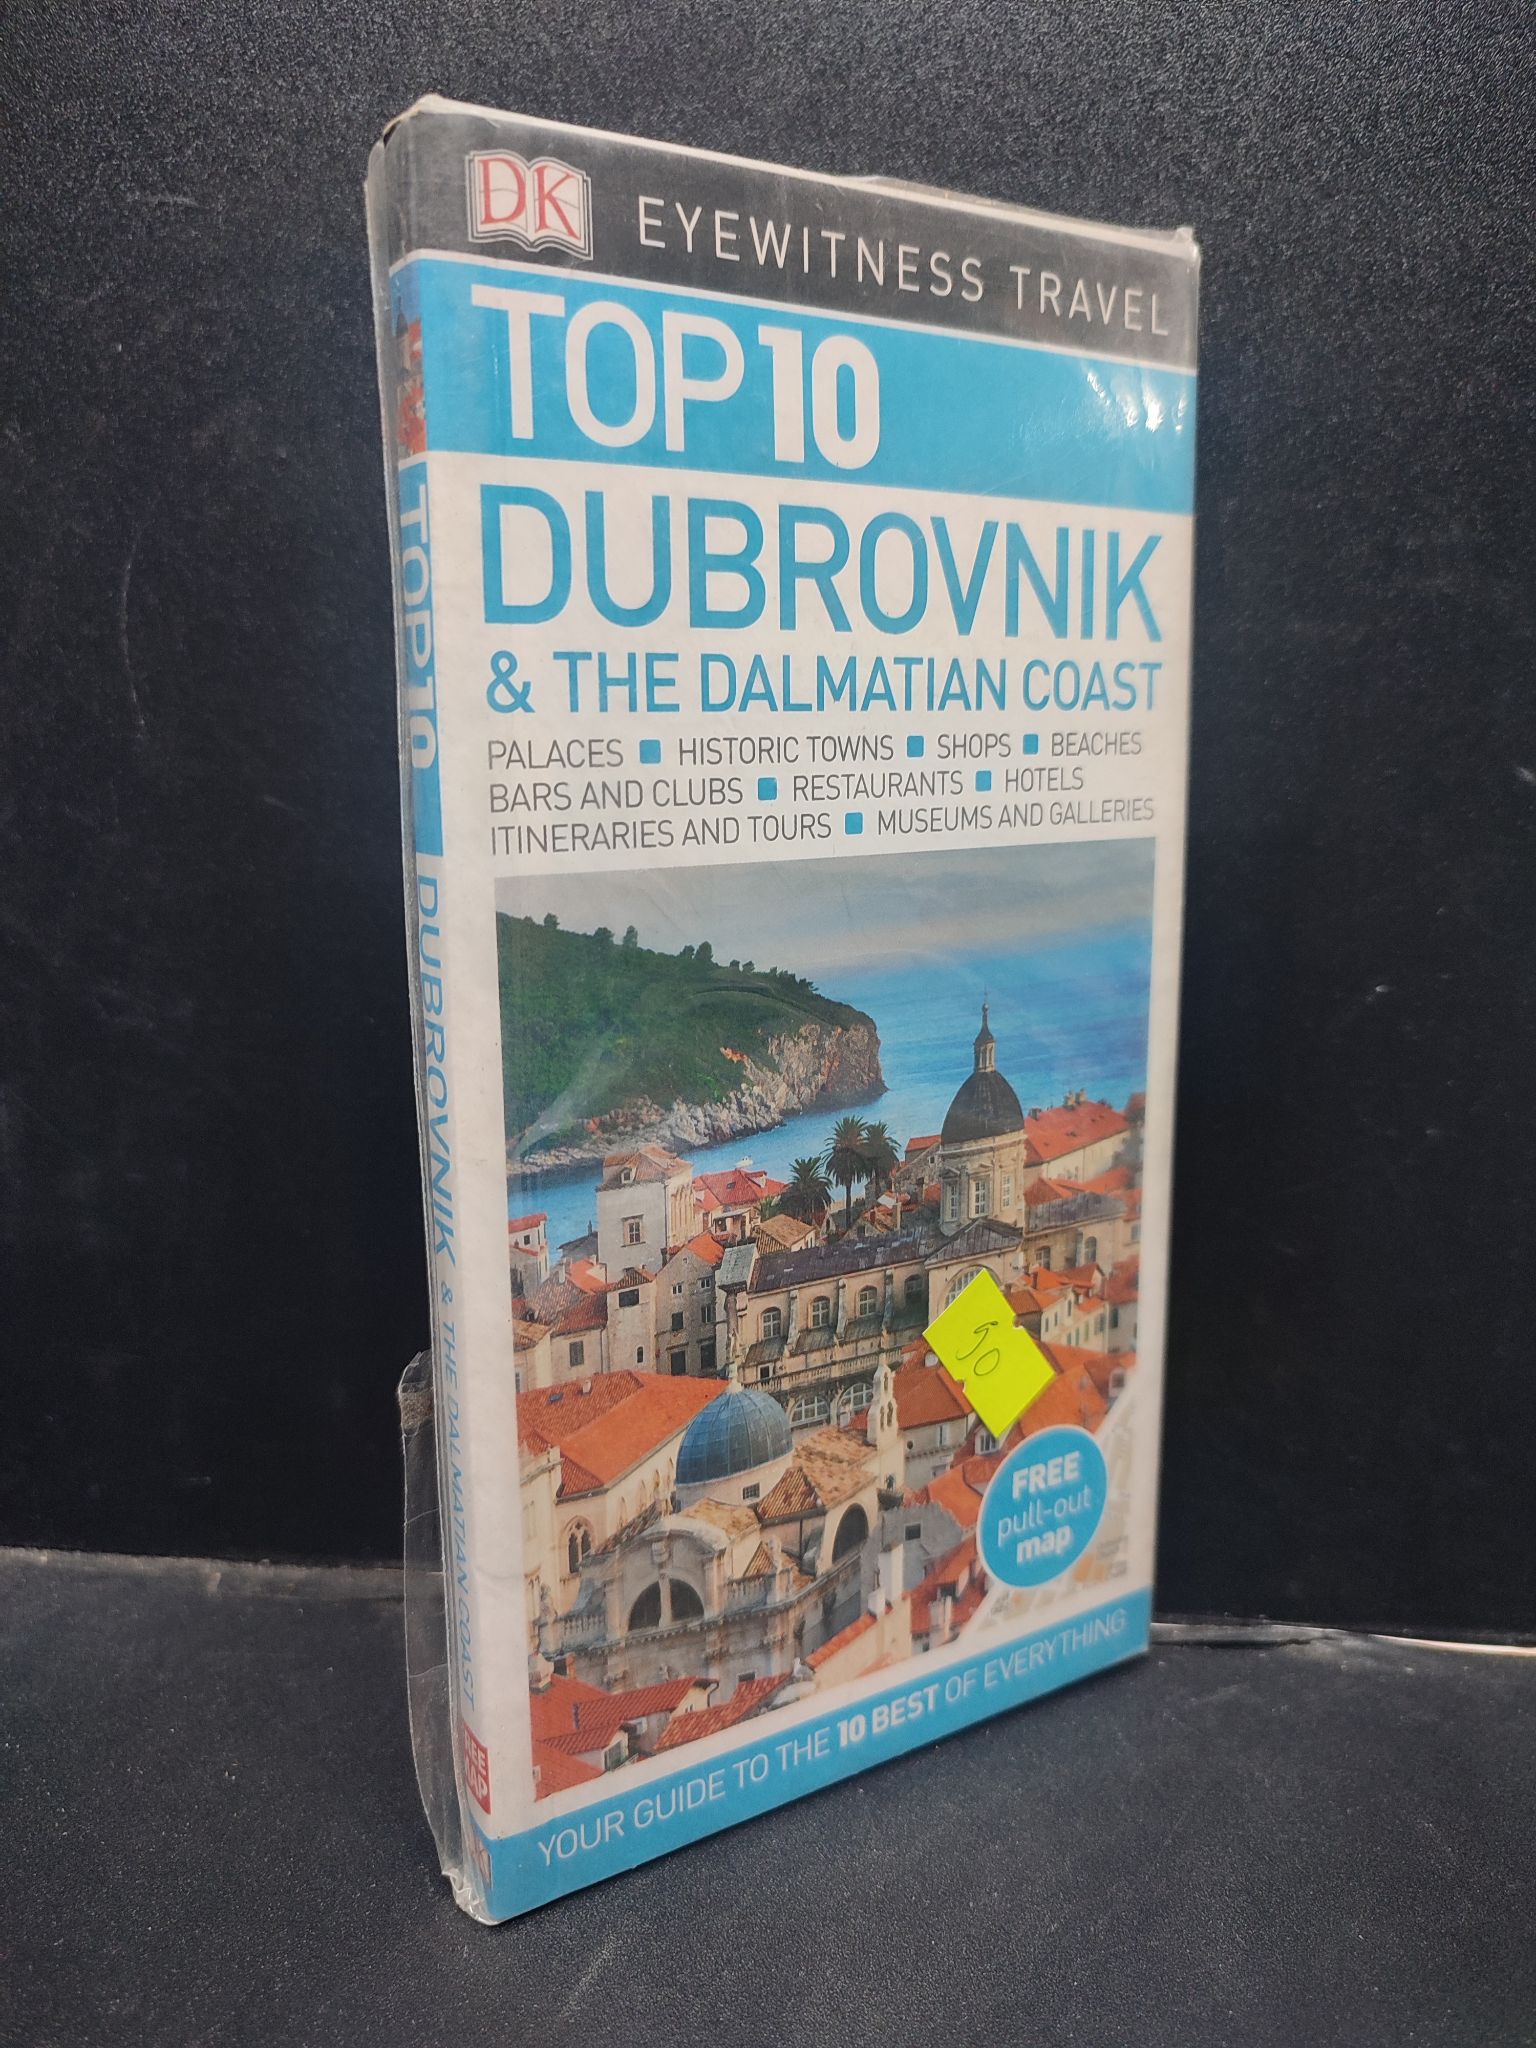 DK EYEWITNESS TRAVEL
TOP 10
DUBROVNIK
& THE DALMATIAN COAST
PALACES ■ HISTORIC TOWNS ■ SHOPS ■ BEACHES
BARS AND CLUBS ■ RESTAURANTS ■ HOTELS
ITINERARIES AND TOURS ■ MUSEUMS AND GALLERIES
90
FREE
pull-out
map
YOUR GUIDE TO THE 10 BEST OF EVERYTHING
TOP 10 DUBROVNIK & THE DALMATIAN COAST